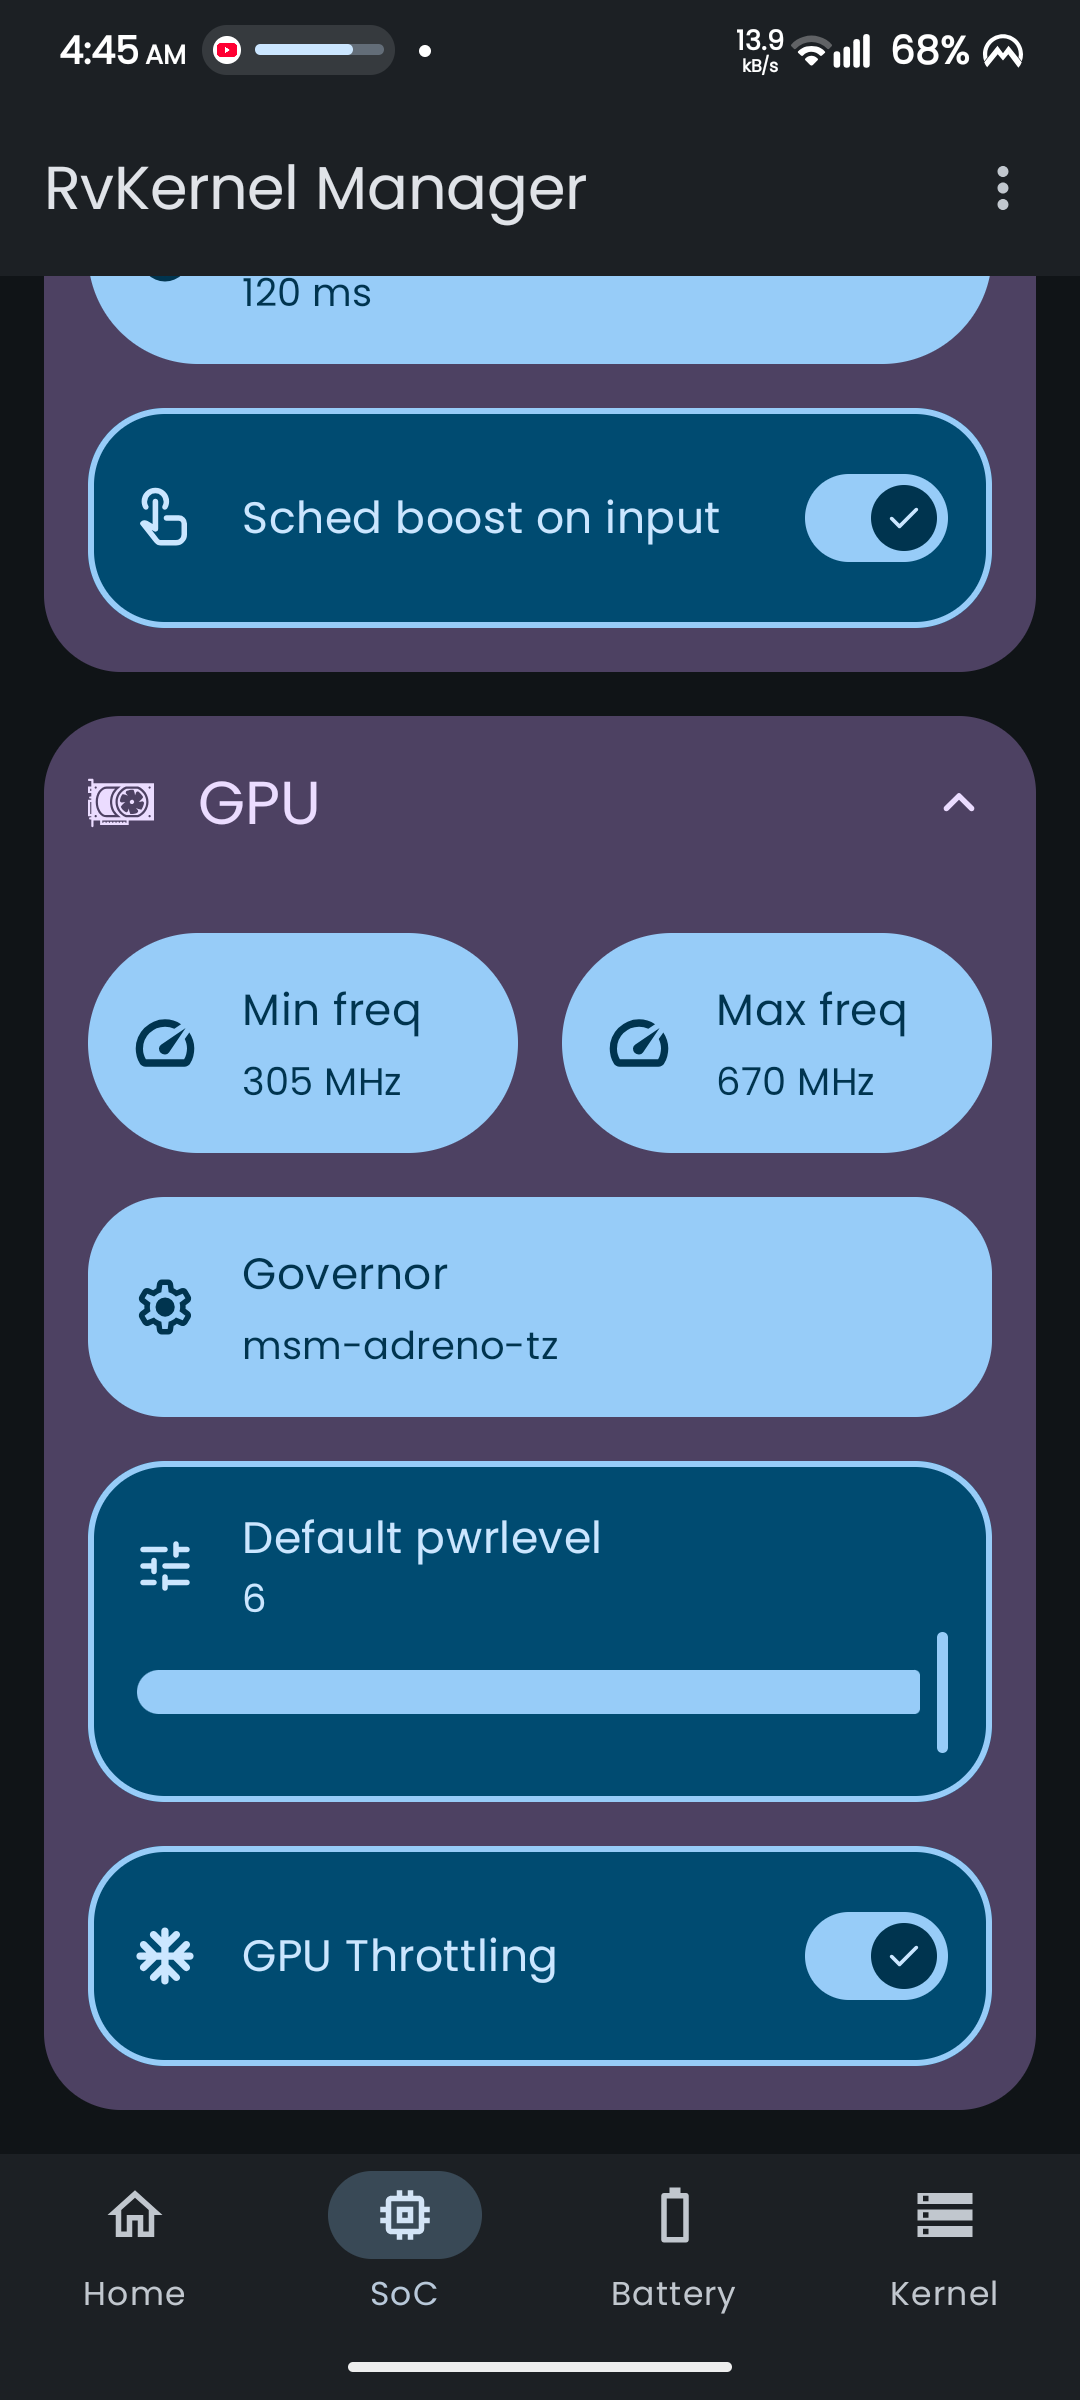 4:45 AM
13.9
kB/s
68%
RvKernel Manager
120 ms
Sched boost on input
GPU
Min freq
305 MHz
Max freq
670 MHz
Governor
msm-adreno-tz
Default pwrlevel
6
GPU Throttling
Home
SoC
Battery
Kernel